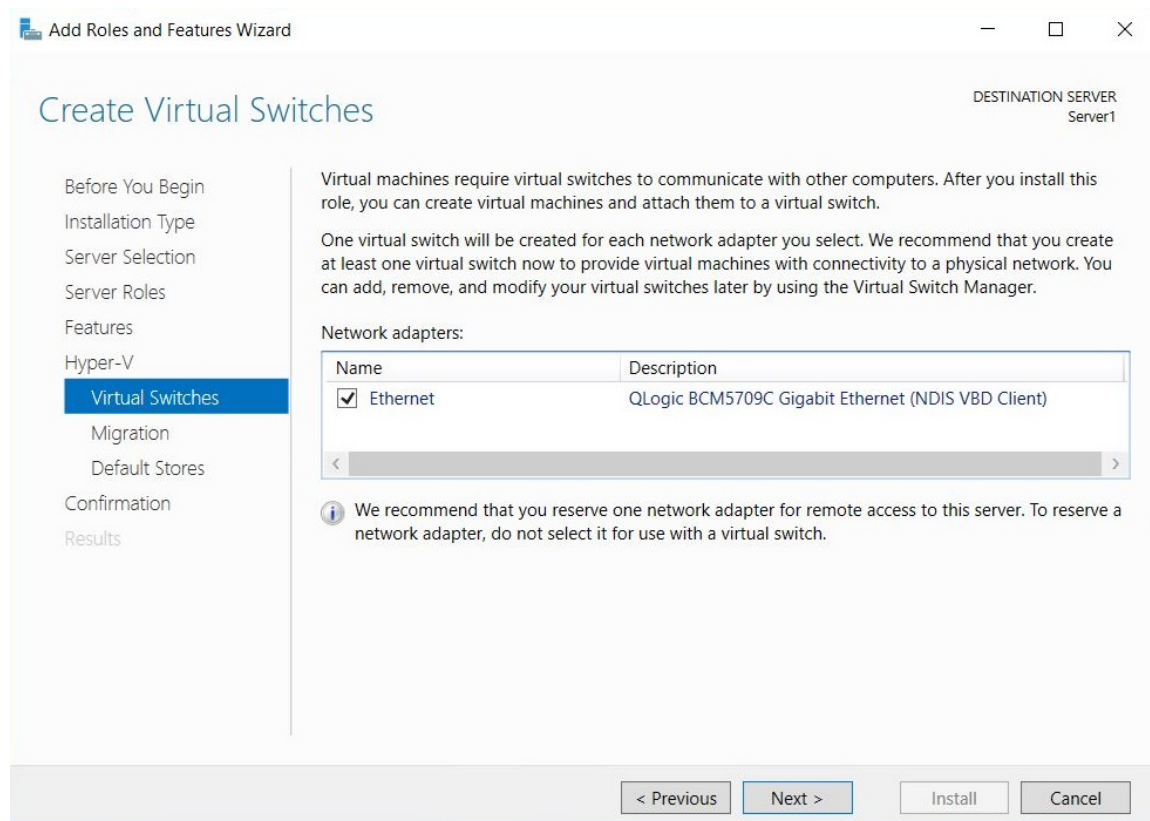 Add Roles and Features Wizard
Create Virtual Switches
DESTINATION SERVER
Server1
Before You Begin
Installation Type
Server Selection
Server Roles
Features
Hyper-V
Virtual Switches
Migration
Default Stores
Confirmation
Results
Virtual machines require virtual switches to communicate with other computers. After you install this
role, you can create virtual machines and attach them to a virtual switch.
One virtual switch will be created for each network adapter you select. We recommend that you create
at least one virtual switch now to provide virtual machines with connectivity to a physical network. You
can add, remove, and modify your virtual switches later by using the Virtual Switch Manager.
Network adapters:
Name Description
Ethernet QLogic BCM5709C Gigabit Ethernet (NDIS VBD Client)
We recommend that you reserve one network adapter for remote access to this server. To reserve a
network adapter, do not select it for use with a virtual switch.
< Previous Next > Install Cancel